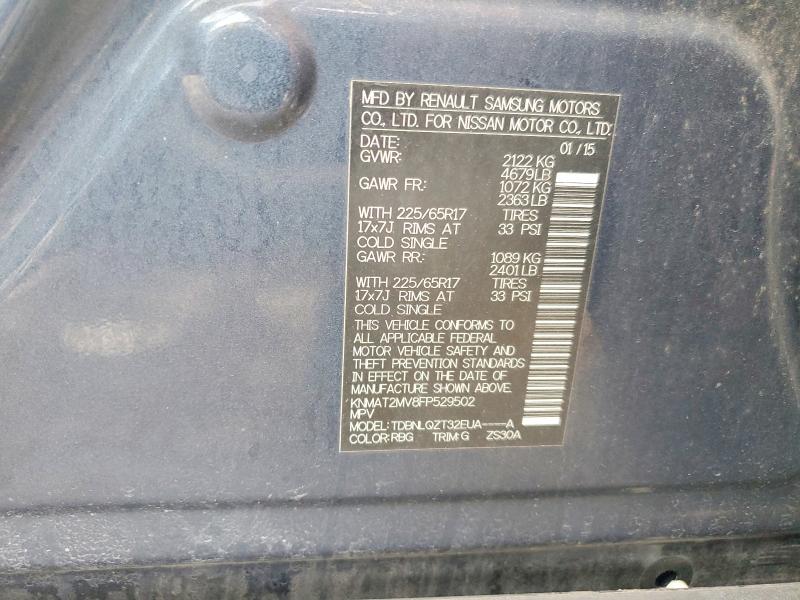 MFD BY RENAULT SAMSUNG MOTORS
CO., LTD. FOR NISSAN MOTOR CO., LTD.
DATE: 01/15
GVWR: 2122 KG
4679LB
GAWR FR.: 1072 KG
2363LB
WITH 225/65R17 TIRES
17x7J RIMS AT 33 PSI
COLD SINGLE
GAWR RR.: 1089 KG
2401LB
WITH 225/65R17 TIRES
17x7J RIMS AT 33 PSI
COLD SINGLE
THIS VEHICLE CONFORMS TO
ALL APPLICABLE FEDERAL
MOTOR VEHICLE SAFETY AND
THEFT PREVENTION STANDARDS
IN EFFECT ON THE DATE OF
MANUFACTURE SHOWN ABOVE.
KNMAT2MV8FP529502
MPV
MODEL: TDBNLQZT32EUA----A
COLOR:RBG TRIM:G ZS30A